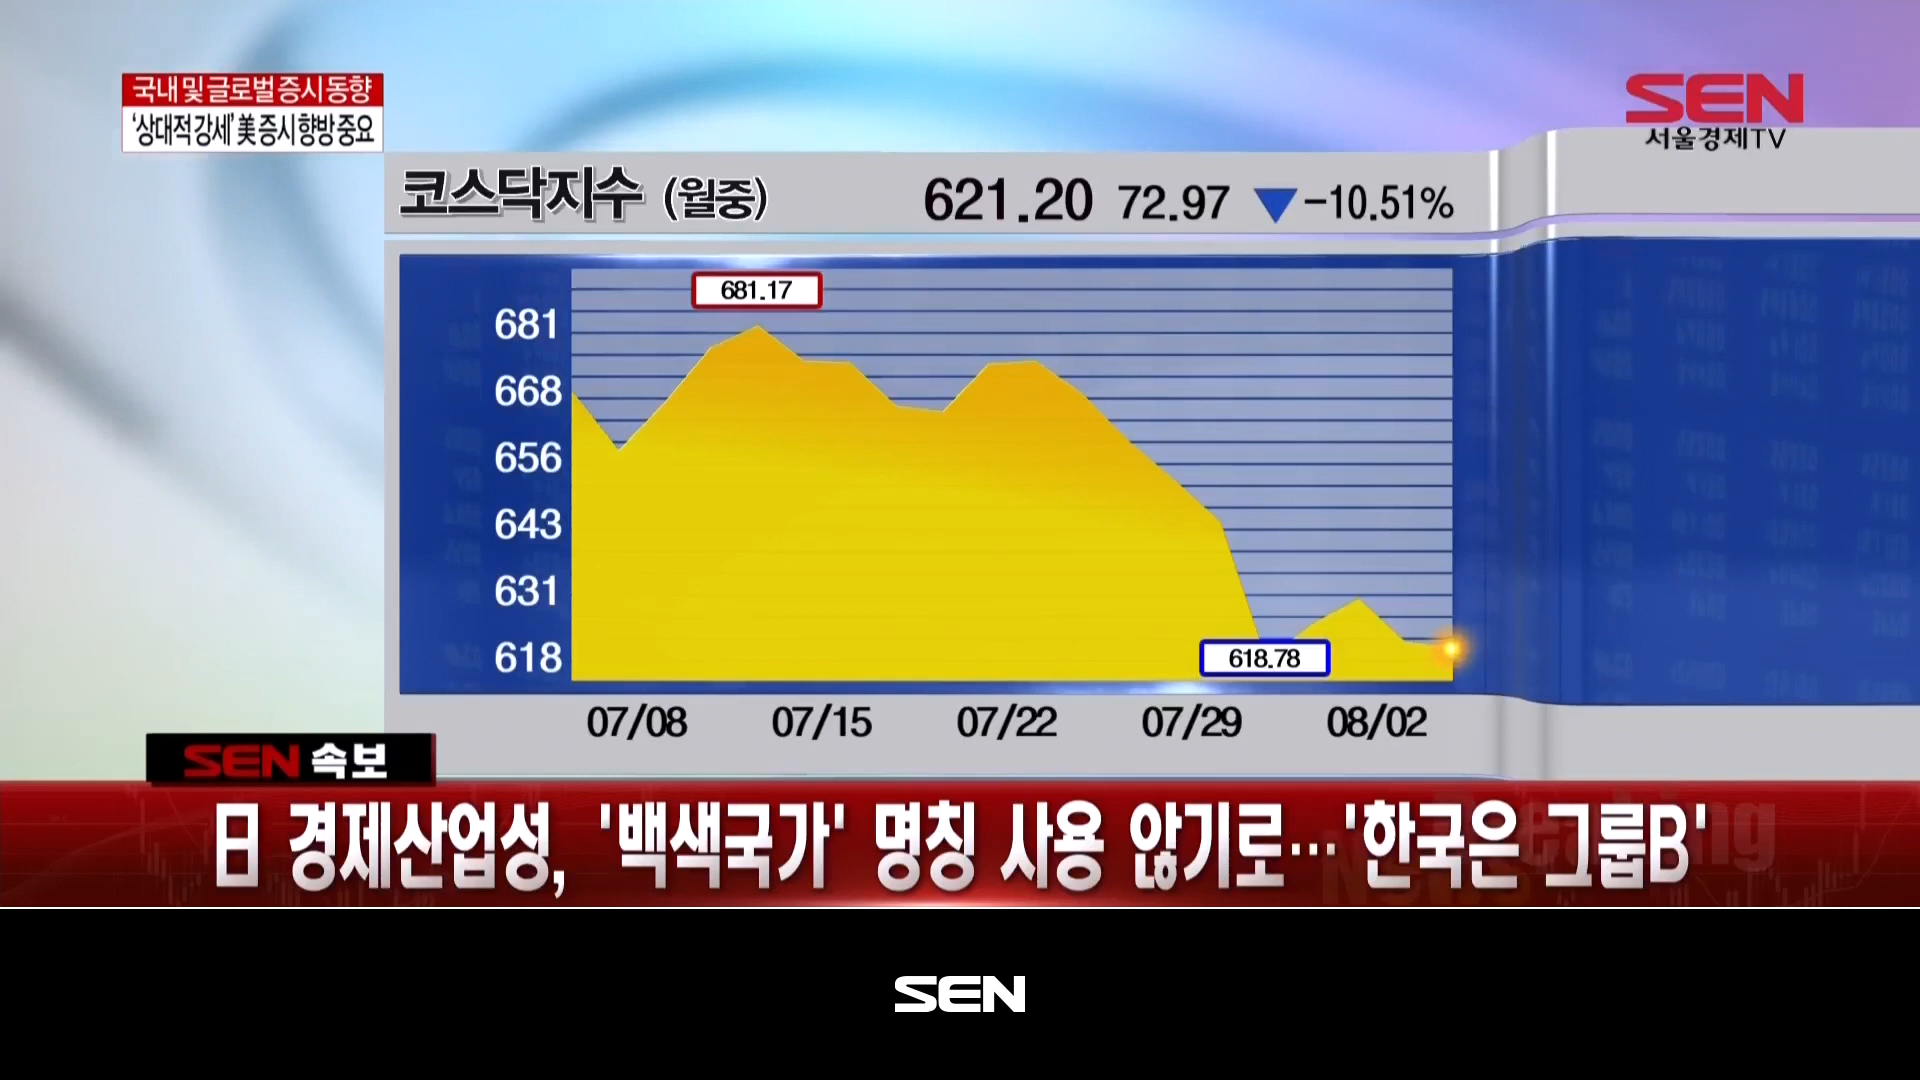 국내 및 글로벌 증시 동향
'상대적 강세' 美 증시 향방 중요
SEN
서울경제TV
코스닥지수 (월중) 621.20 72.97 ▼ -10.51%
681.17
681
668
656
643
631
618
618.78
07/08 07/15 07/22 07/29 08/02
SEN 속보
日 경제산업성, '백색국가' 명칭 사용 않기로…'한국은 그룹B'
SEN